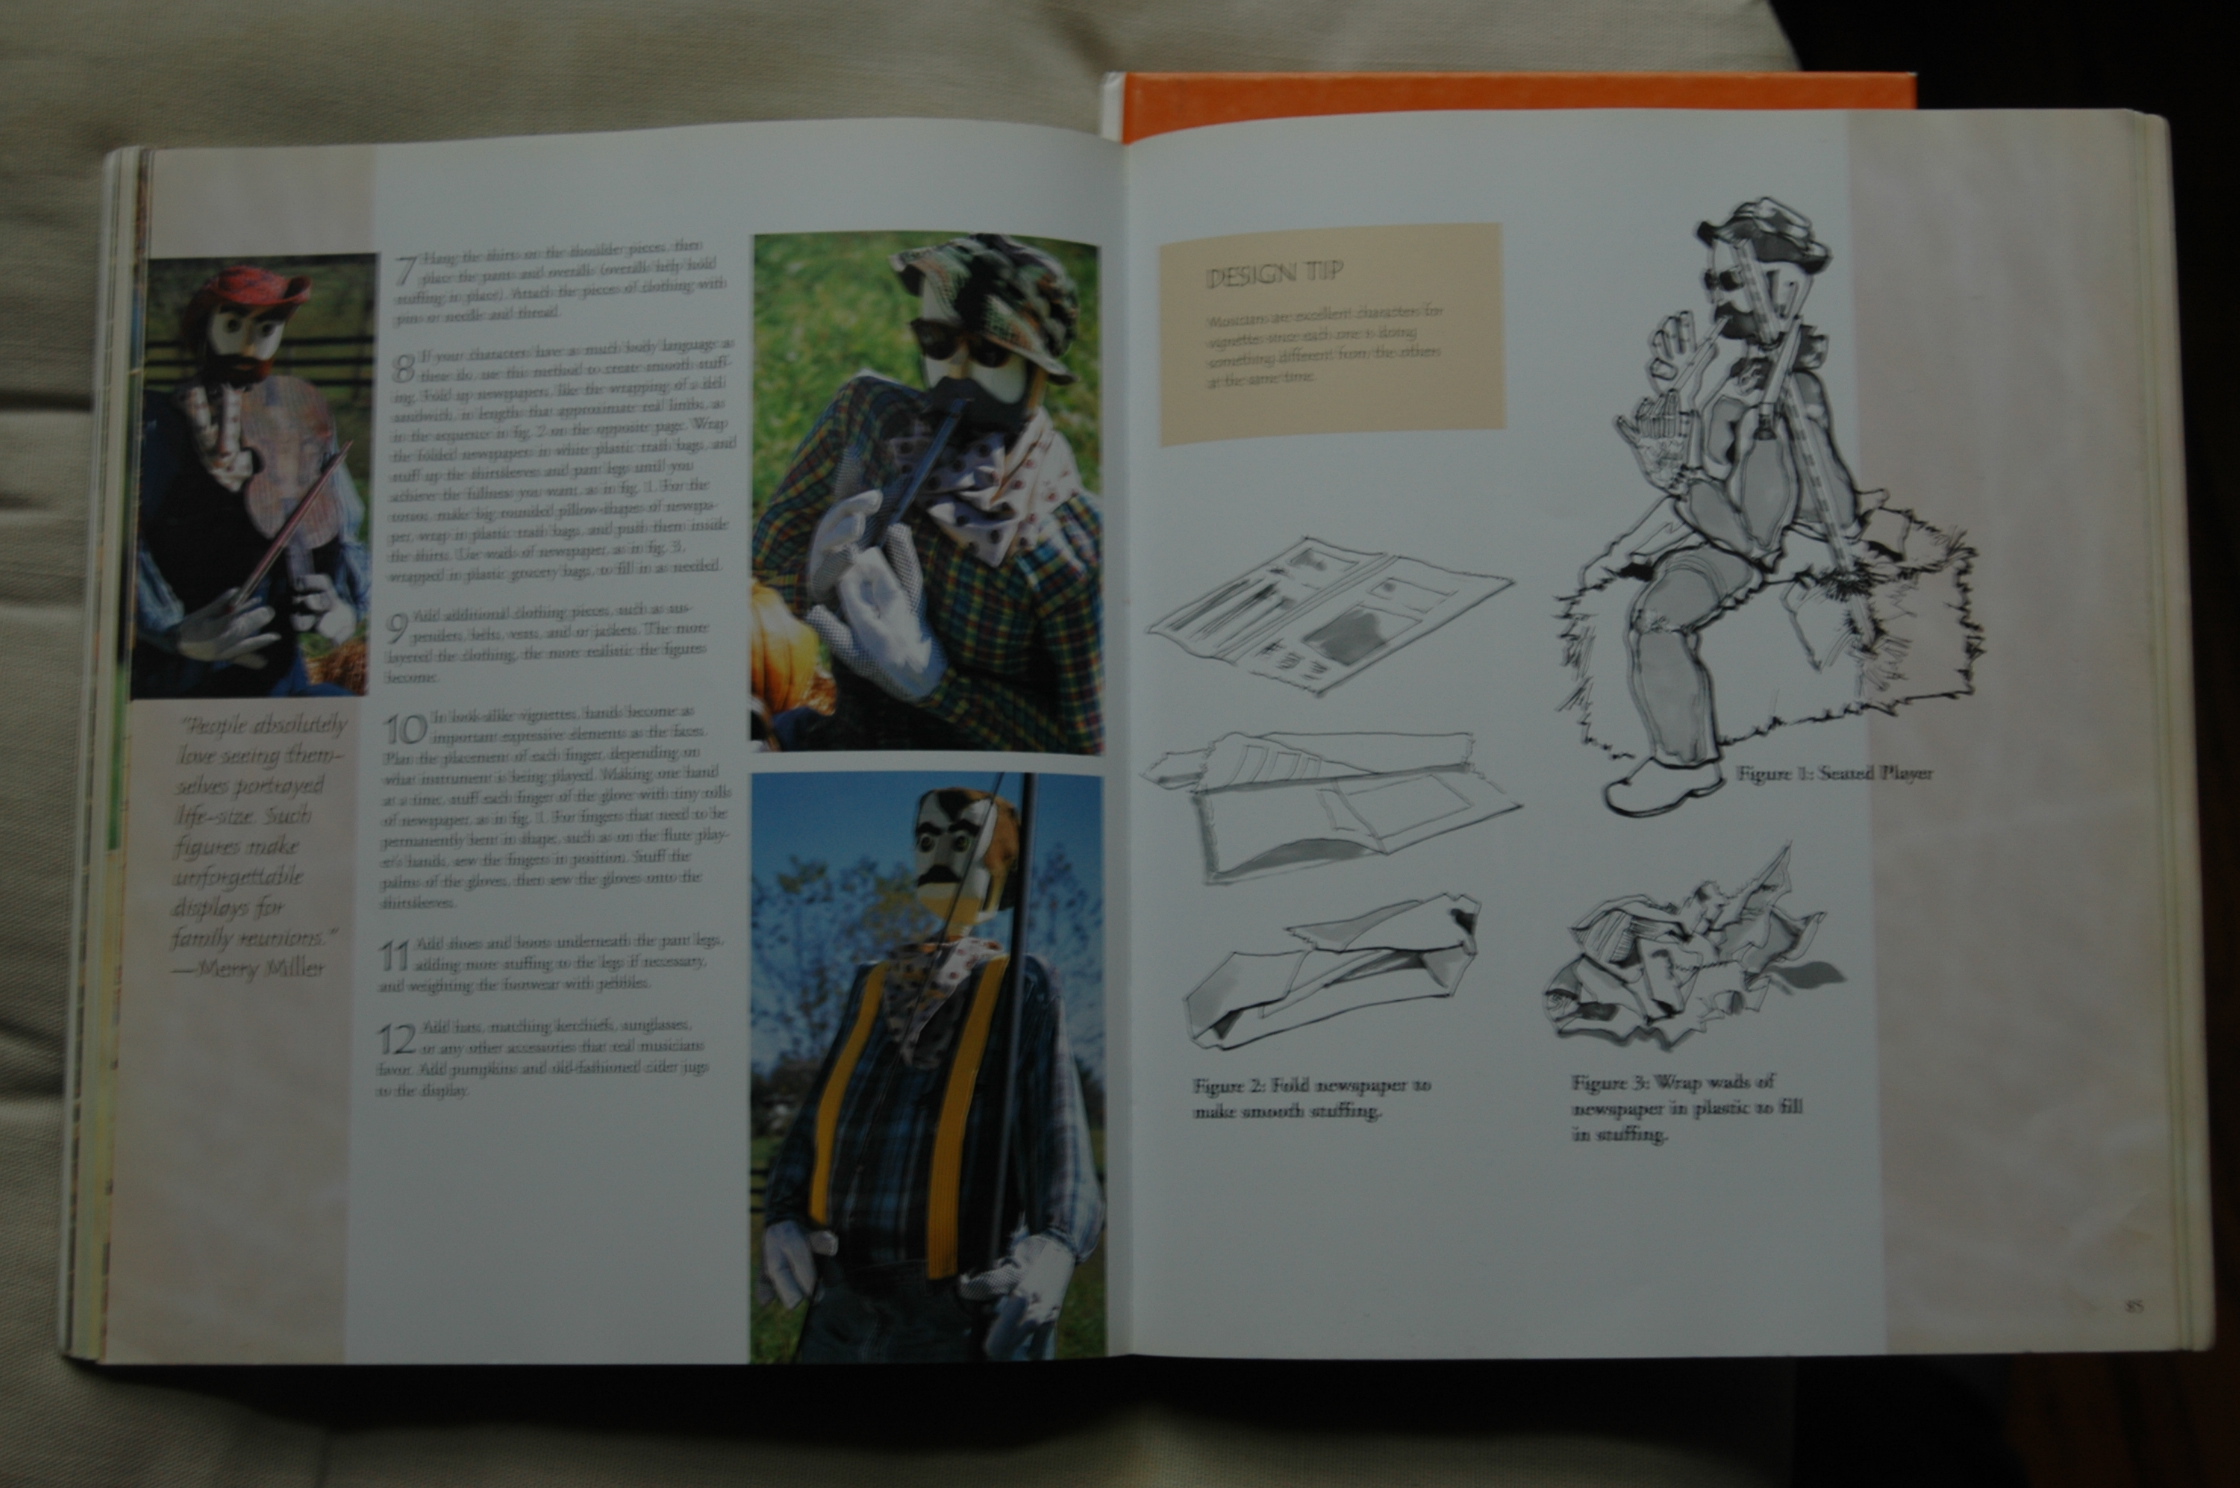 7 Hang the shirts on the shoulder pieces, then
place the pants and overalls (overalls help hold
stuffing in place). Attach the pieces of clothing with
pins or needle and thread.
8 If your characters have as much body language as
these do, use this method to create smooth stuff-
ing. Fold up newspapers, like the wrapping of a deli
sandwich, in lengths that approximate real limbs, as
in the sequence in fig. 2 on the opposite page. Wrap
the folded newspapers in white plastic trash bags, and
stuff up the shirtsleeves and pant legs until you
achieve the fullness you want, as in fig. 1. For the
torsos, make big rounded pillow-shapes of newspa-
per, wrap in plastic trash bags, and push them inside
the shirts. Use wads of newspaper, as in fig. 3,
wrapped in plastic grocery bags, to fill in as needed.
9 Add additional clothing pieces, such as sus-
penders, belts, vests, and/or jackets. The more
layered the clothing, the more realistic the figures
become.
10 In look-alike vignettes, hands become as
important expressive elements as the faces.
Plan the placement of each finger, depending on
what instrument is being played. Making one hand
at a time, stuff each finger of the glove with tiny rolls
of newspaper, as in fig. 1. For fingers that need to be
permanently bent in shape, such as on the flute play-
er's hands, sew the fingers in position. Stuff the
palms of the gloves, then sew the gloves onto the
shirtsleeves.
11 Add shoes and boots underneath the pant legs,
adding more stuffing to the legs if necessary,
and weighting the footwear with pebbles.
12 Add hats, matching kerchiefs, sunglasses,
or any other accessories that real musicians
favor. Add pumpkins and old-fashioned cider jugs
to the display.
"People absolutely
love seeing them-
selves portrayed
life-size. Such
figures make
unforgettable
displays for
family reunions."
—Merry Miller
DESIGN TIP
Musicians are excellent characters for
vignettes since each one is doing
something different from the others
at the same time.
Figure 1: Seated Player
Figure 2: Fold newspaper to
make smooth stuffing.
Figure 3: Wrap wads of
newspaper in plastic to fill
in stuffing.
85